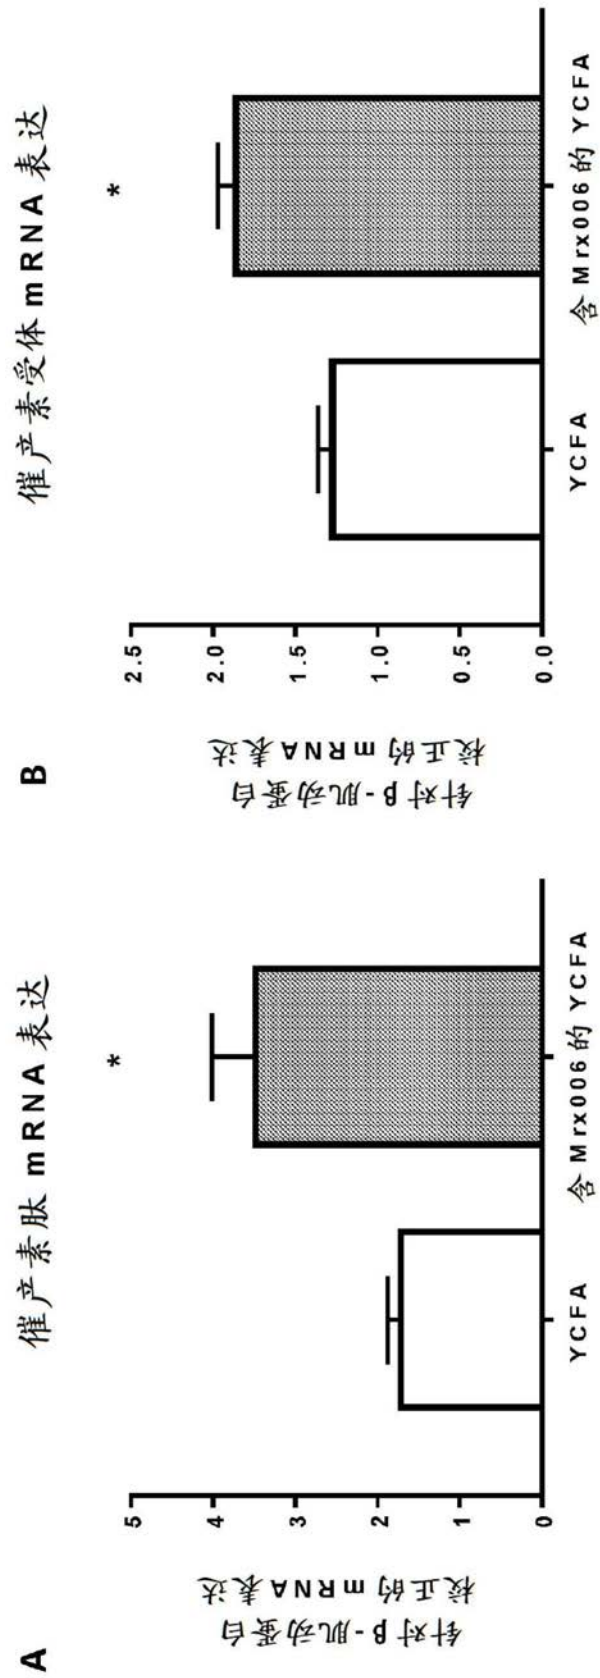 A
催产素肽 mRNA 表达
*
针对 β-肌动蛋白
校正的 mRNA 表达
5
4
3
2
1
0
YCFA
含 Mrx006 的 YCFA
B
催产素受体 mRNA 表达
*
针对 β-肌动蛋白
校正的 mRNA 表达
2.5
2.0
1.5
1.0
0.5
0.0
YCFA
含 Mrx006 的 YCFA